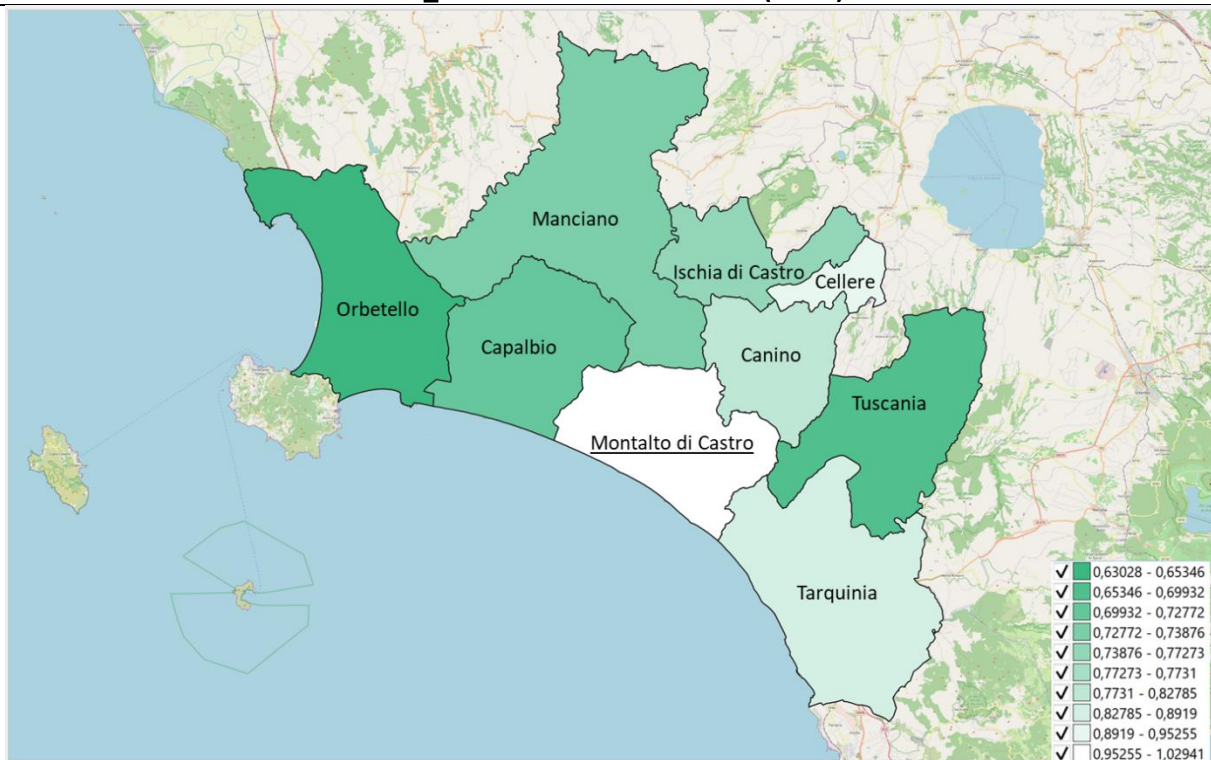 Manciano
Ischia di Castro
Cellere
Orbetello
Capalbio
Canino
Tuscania
Montalto di Castro
Tarquinia
0,63028 - 0,65346
0,65346 - 0,69932
0,69932 - 0,72772
0,72772 - 0,73876
0,73876 - 0,77273
0,77273 - 0,7731
0,7731 - 0,82785
0,82785 - 0,8919
0,8919 - 0,95255
0,95255 - 1,02941